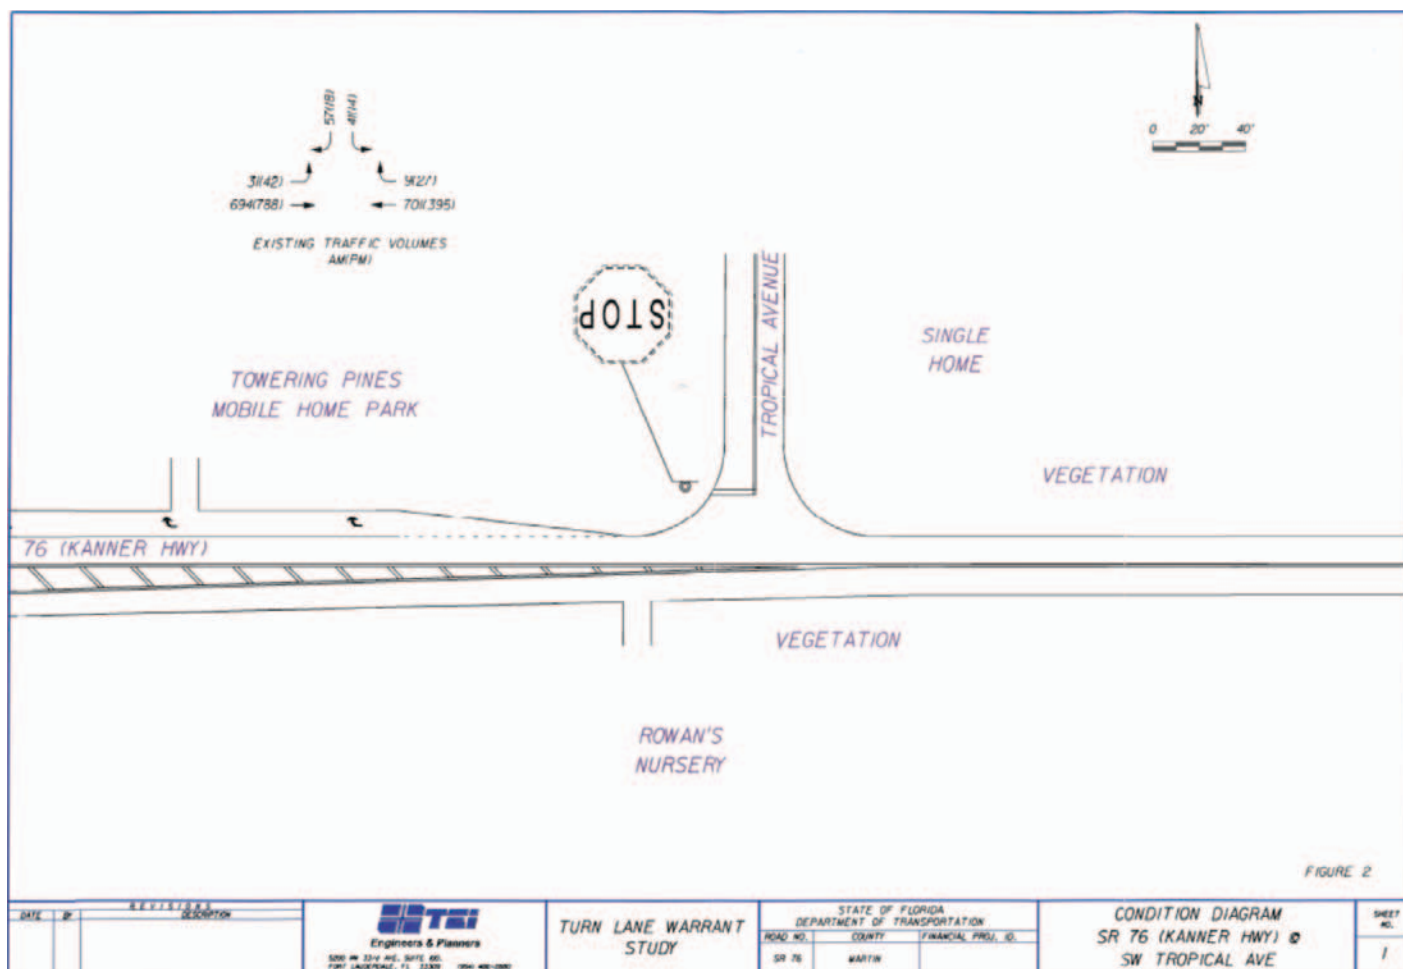 57(18)
41(14)
31(42)
9(27)
694(788)
701(395)
EXISTING TRAFFIC VOLUMES
AM(PM)
N
0 20' 40'
STOP
TROPICAL AVENUE
SINGLE
HOME
TOWERING PINES
MOBILE HOME PARK
VEGETATION
76 (KANNER HWY)
VEGETATION
ROWAN'S
NURSERY
FIGURE 2
REVISIONS
DATE BY DESCRIPTION
TEI
Engineers & Planners
FORT LAUDERDALE, FL 33309
TURN LANE WARRANT
STUDY
STATE OF FLORIDA
DEPARTMENT OF TRANSPORTATION
ROAD NO. COUNTY FINANCIAL PROJ. ID.
SR 76 MARTIN
CONDITION DIAGRAM
SR 76 (KANNER HWY) @
SW TROPICAL AVE
SHEET
NO.
1